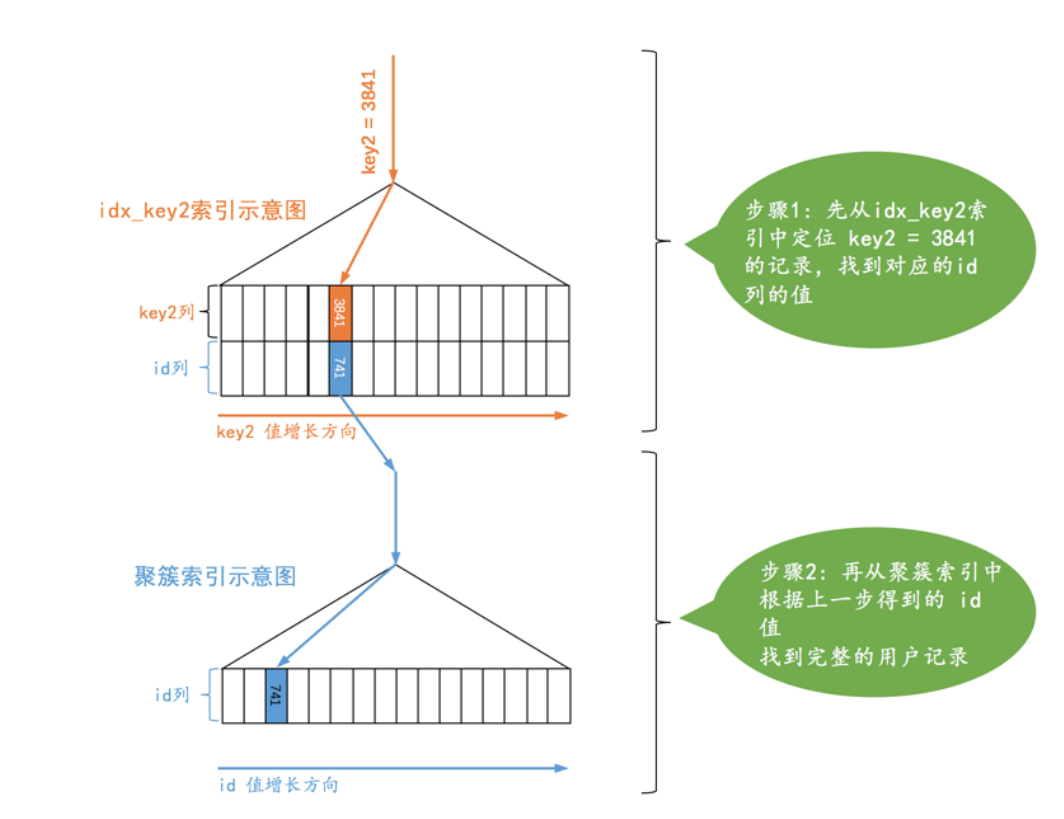 key2 = 3841
idx_key2索引示意图
步骤1：先从idx_key2索
引中定位 key2 = 3841
的记录，找到对应的id
列的值
key2列
3841
id列
741
key2 值增长方向
聚簇索引示意图
步骤2：再从聚簇索引中
根据上一步得到的 id
值
找到完整的用户记录
id列
741
id 值增长方向